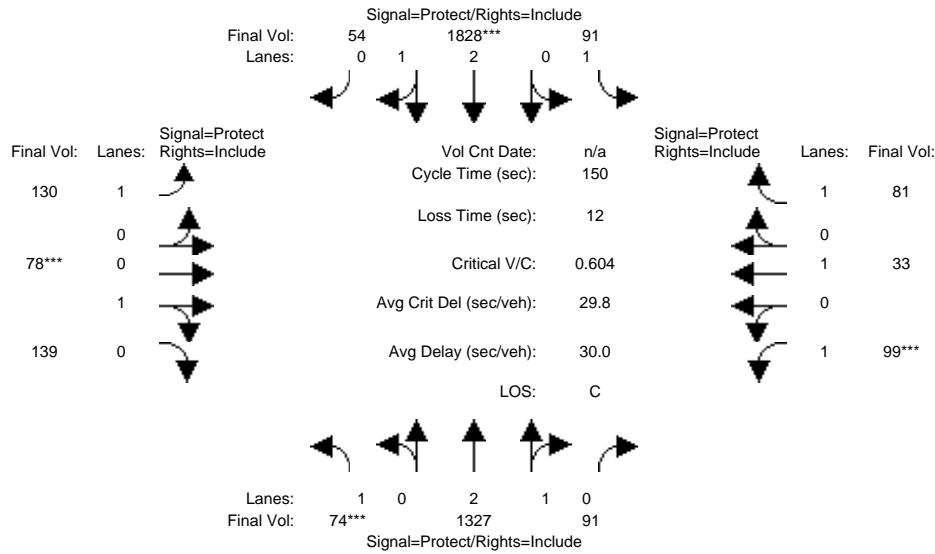 Signal=Protect/Rights=Include
Final Vol: 54 1828*** 91
Lanes: 0 1 2 0 1
Signal=Protect
Final Vol: Lanes: Rights=Include
Vol Cnt Date: n/a
Signal=Protect
Rights=Include Lanes: Final Vol:
Cycle Time (sec): 150
130 1
1 81
Loss Time (sec): 12
0
0
78*** 0
Critical V/C: 0.604
1 33
1
Avg Crit Del (sec/veh): 29.8
0
139 0
Avg Delay (sec/veh): 30.0
1 99***
LOS: C
Lanes: 1 0 2 1 0
Final Vol: 74*** 1327 91
Signal=Protect/Rights=Include